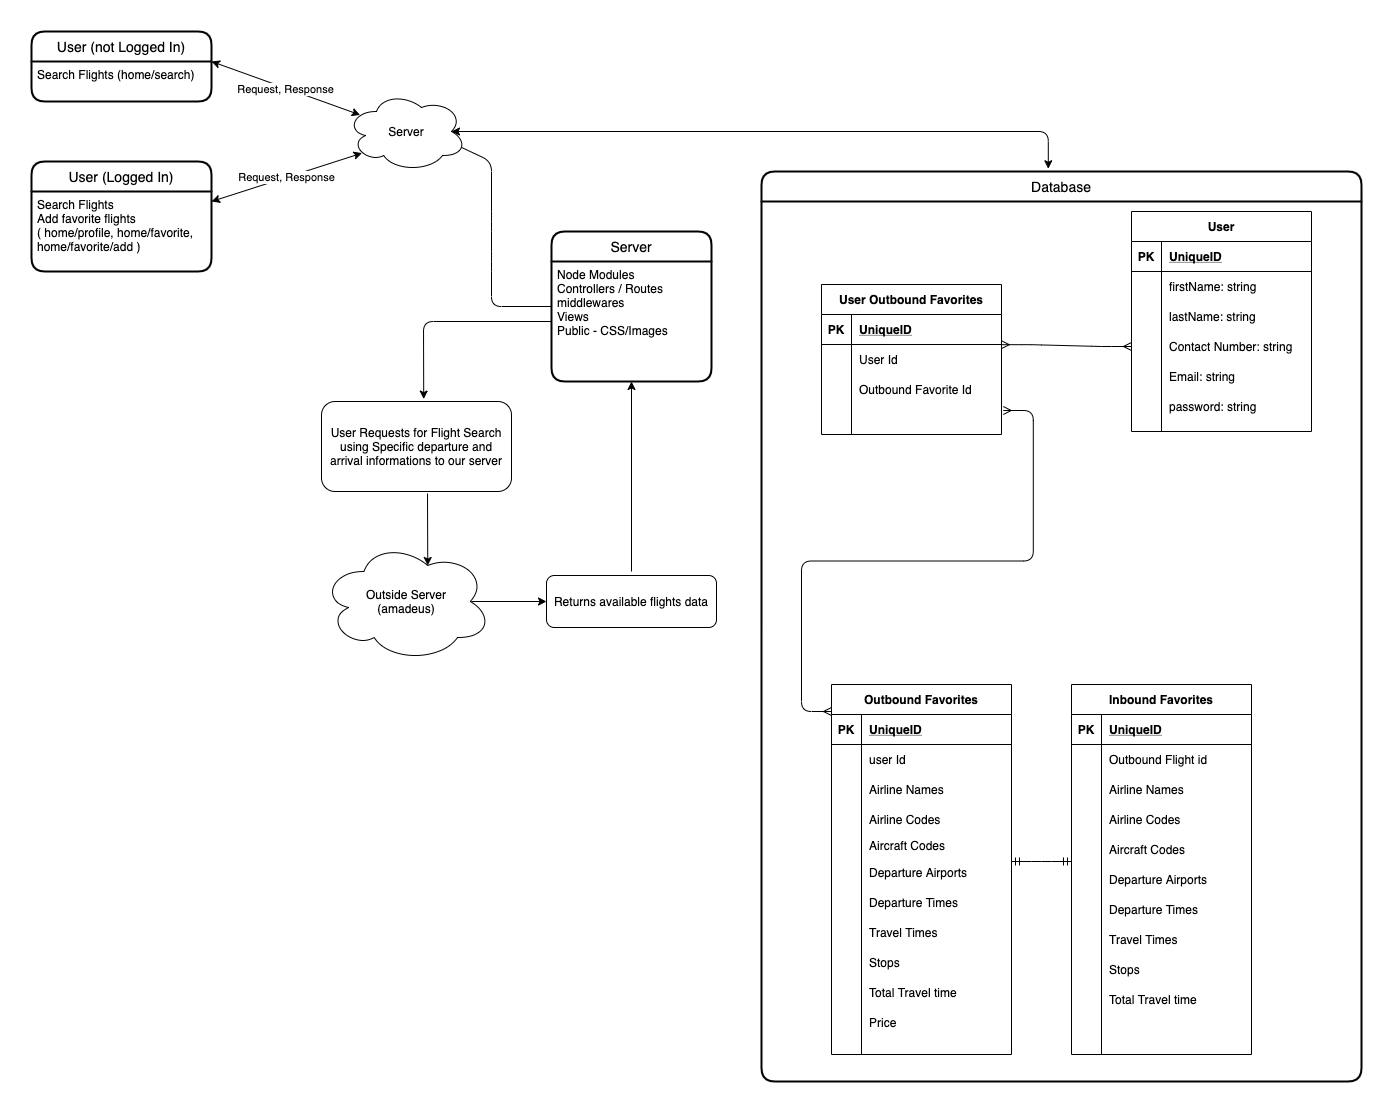 User (not Logged In)
Search Flights (home/search)
Request, Response
Server
User (Logged In)
Search Flights
Add favorite flights
( home/profile, home/favorite,
home/favorite/add )
Request, Response
Server
Node Modules
Controllers / Routes
middlewares
Views
Public - CSS/Images
User Requests for Flight Search
using Specific departure and
arrival informations to our server
Outside Server
(amadeus)
Returns available flights data
Database
User
PK UniqueID
firstName: string
lastName: string
Contact Number: string
Email: string
password: string
User Outbound Favorites
PK UniqueID
User Id
Outbound Favorite Id
Outbound Favorites
PK UniqueID
user Id
Airline Names
Airline Codes
Aircraft Codes
Departure Airports
Departure Times
Travel Times
Stops
Total Travel time
Price
Inbound Favorites
PK UniqueID
Outbound Flight id
Airline Names
Airline Codes
Aircraft Codes
Departure Airports
Departure Times
Travel Times
Stops
Total Travel time